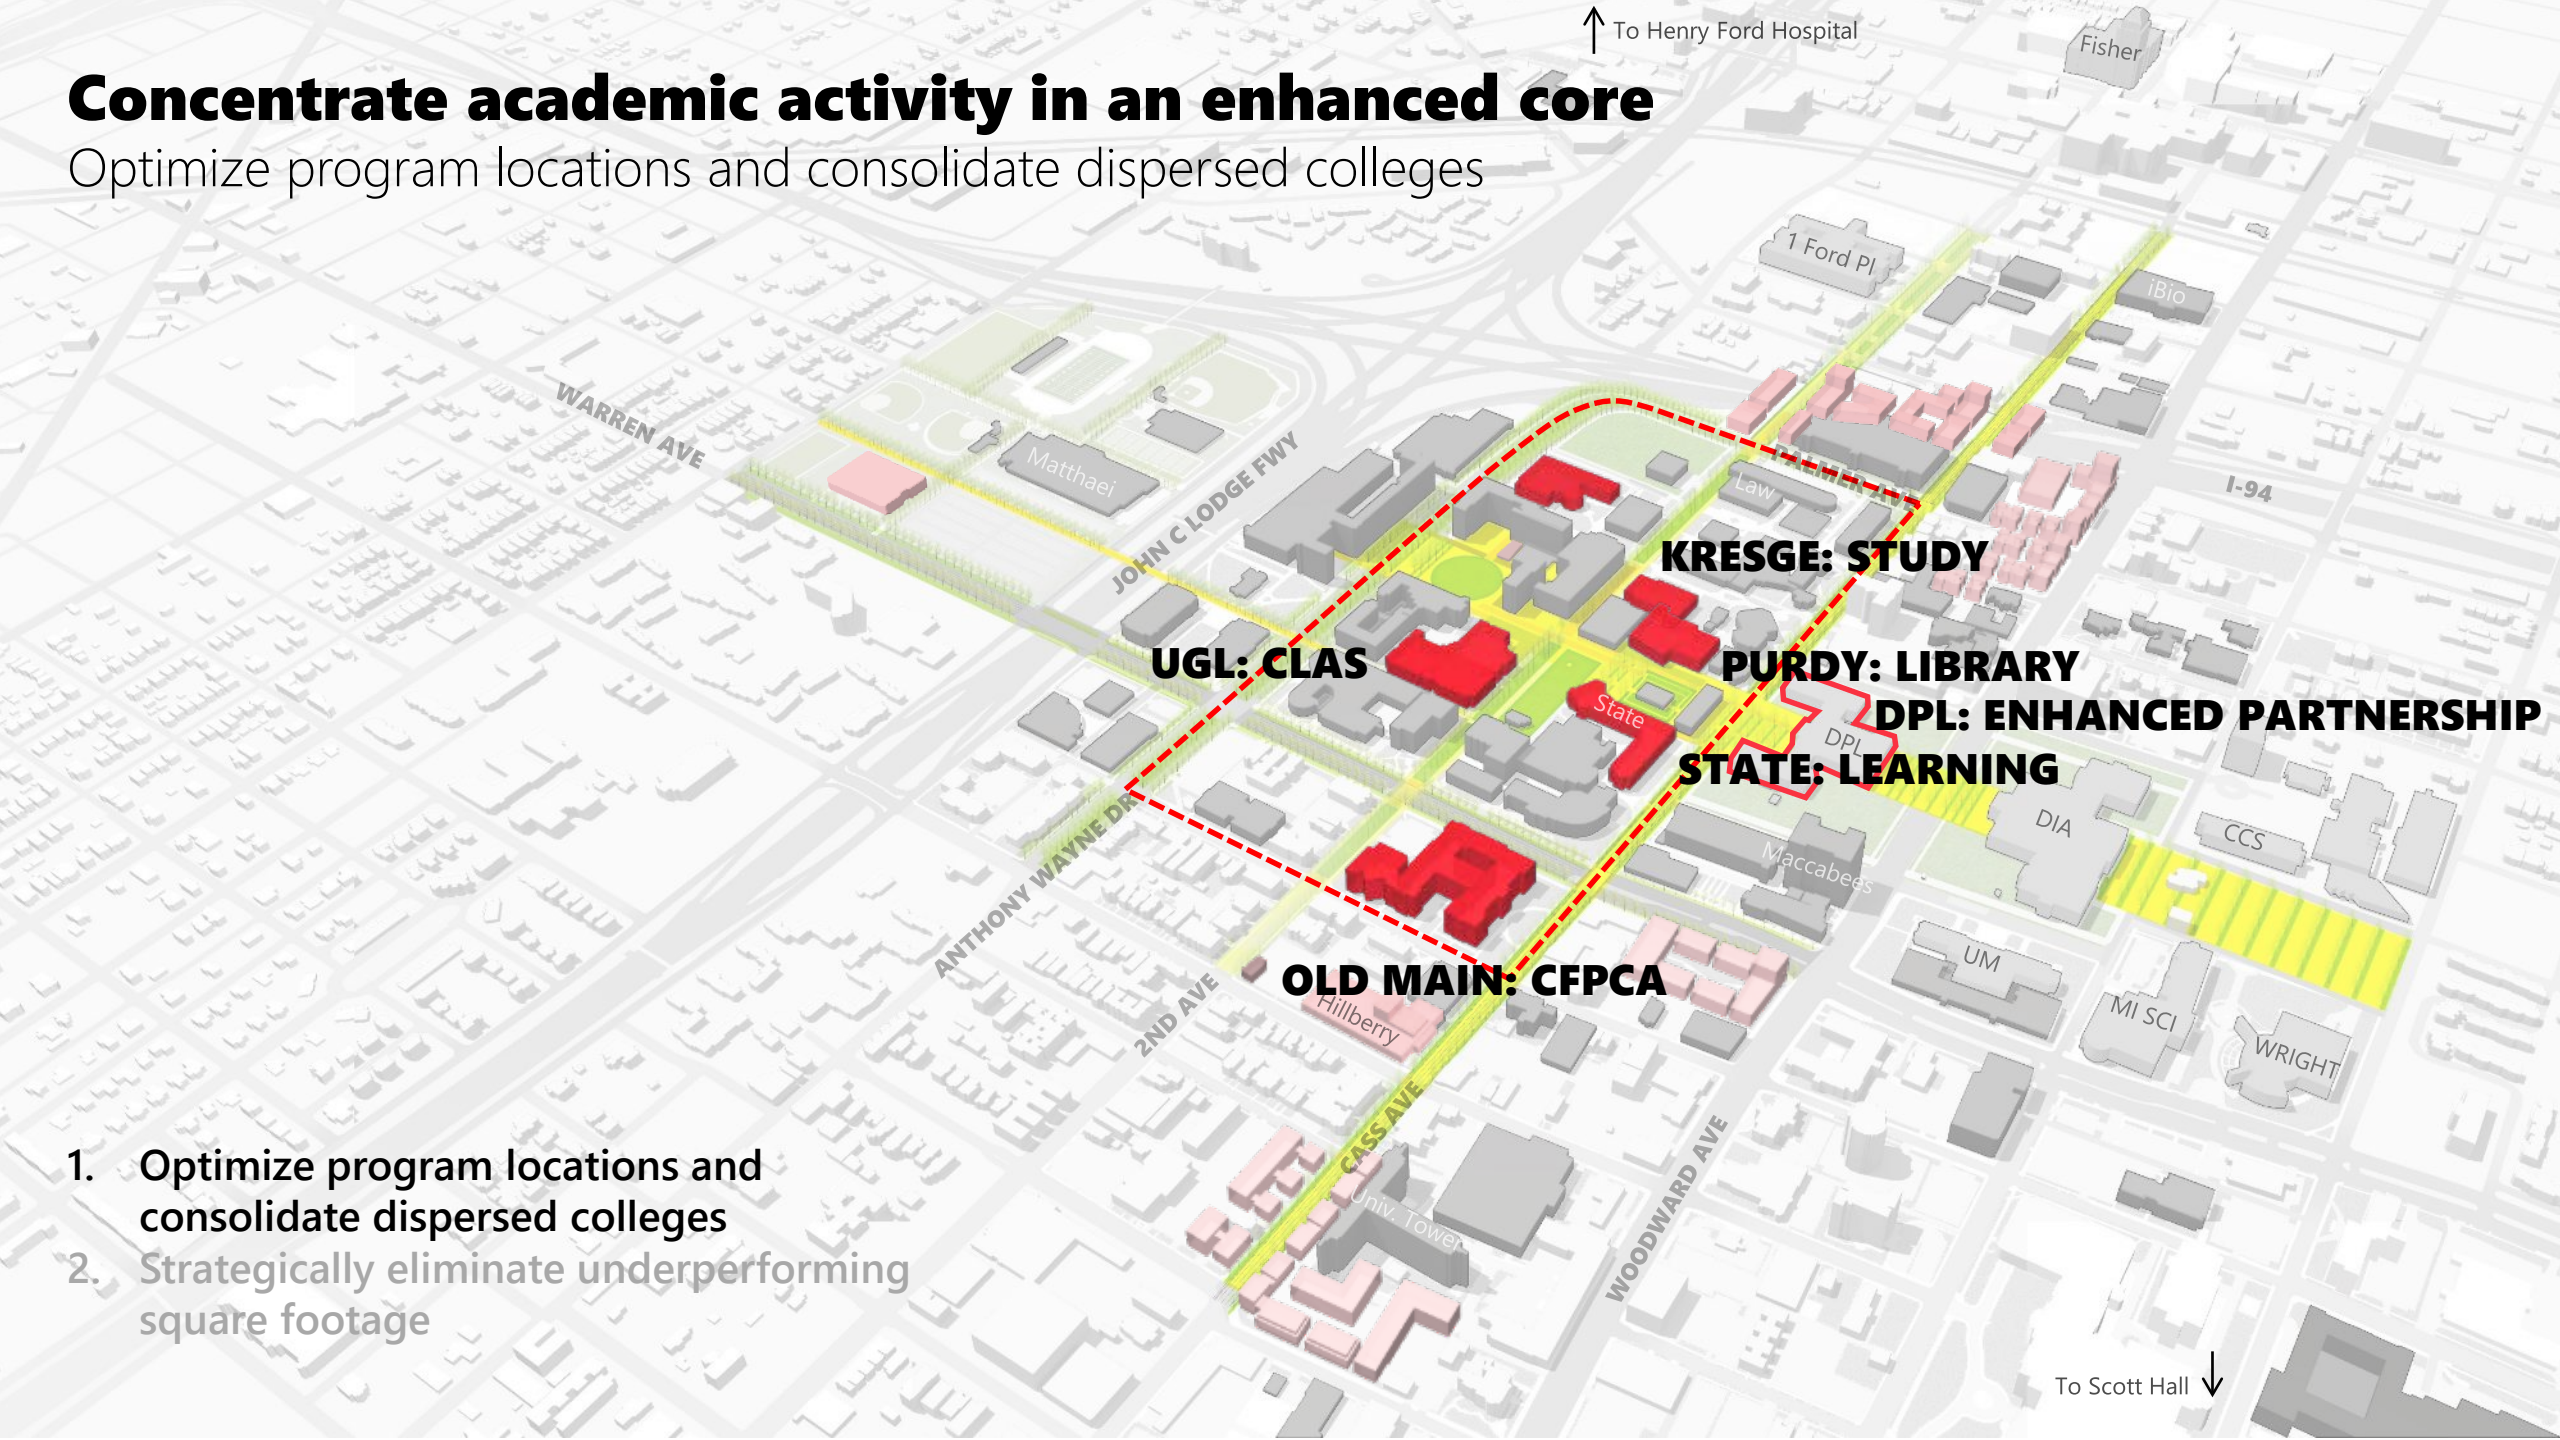 To Henry Ford Hospital
Fisher
Concentrate academic activity in an enhanced core
Optimize program locations and consolidate dispersed colleges
1 Ford Pl
iBio
WARREN AVE
Matthaei
JOHN C LODGE FWY
PALMER AVE
Law
I-94
KRESGE: STUDY
UGL: CLAS
PURDY: LIBRARY
State
DPL: ENHANCED PARTNERSHIP
DPL
STATE: LEARNING
DIA
CCS
ANTHONY WAYNE DR
Maccabees
UM
OLD MAIN: CFPCA
Hillberry
2ND AVE
MI SCI
WRIGHT
CASS AVE
Univ. Tower
WOODWARD AVE
1. Optimize program locations and
consolidate dispersed colleges
2. Strategically eliminate underperforming
square footage
To Scott Hall